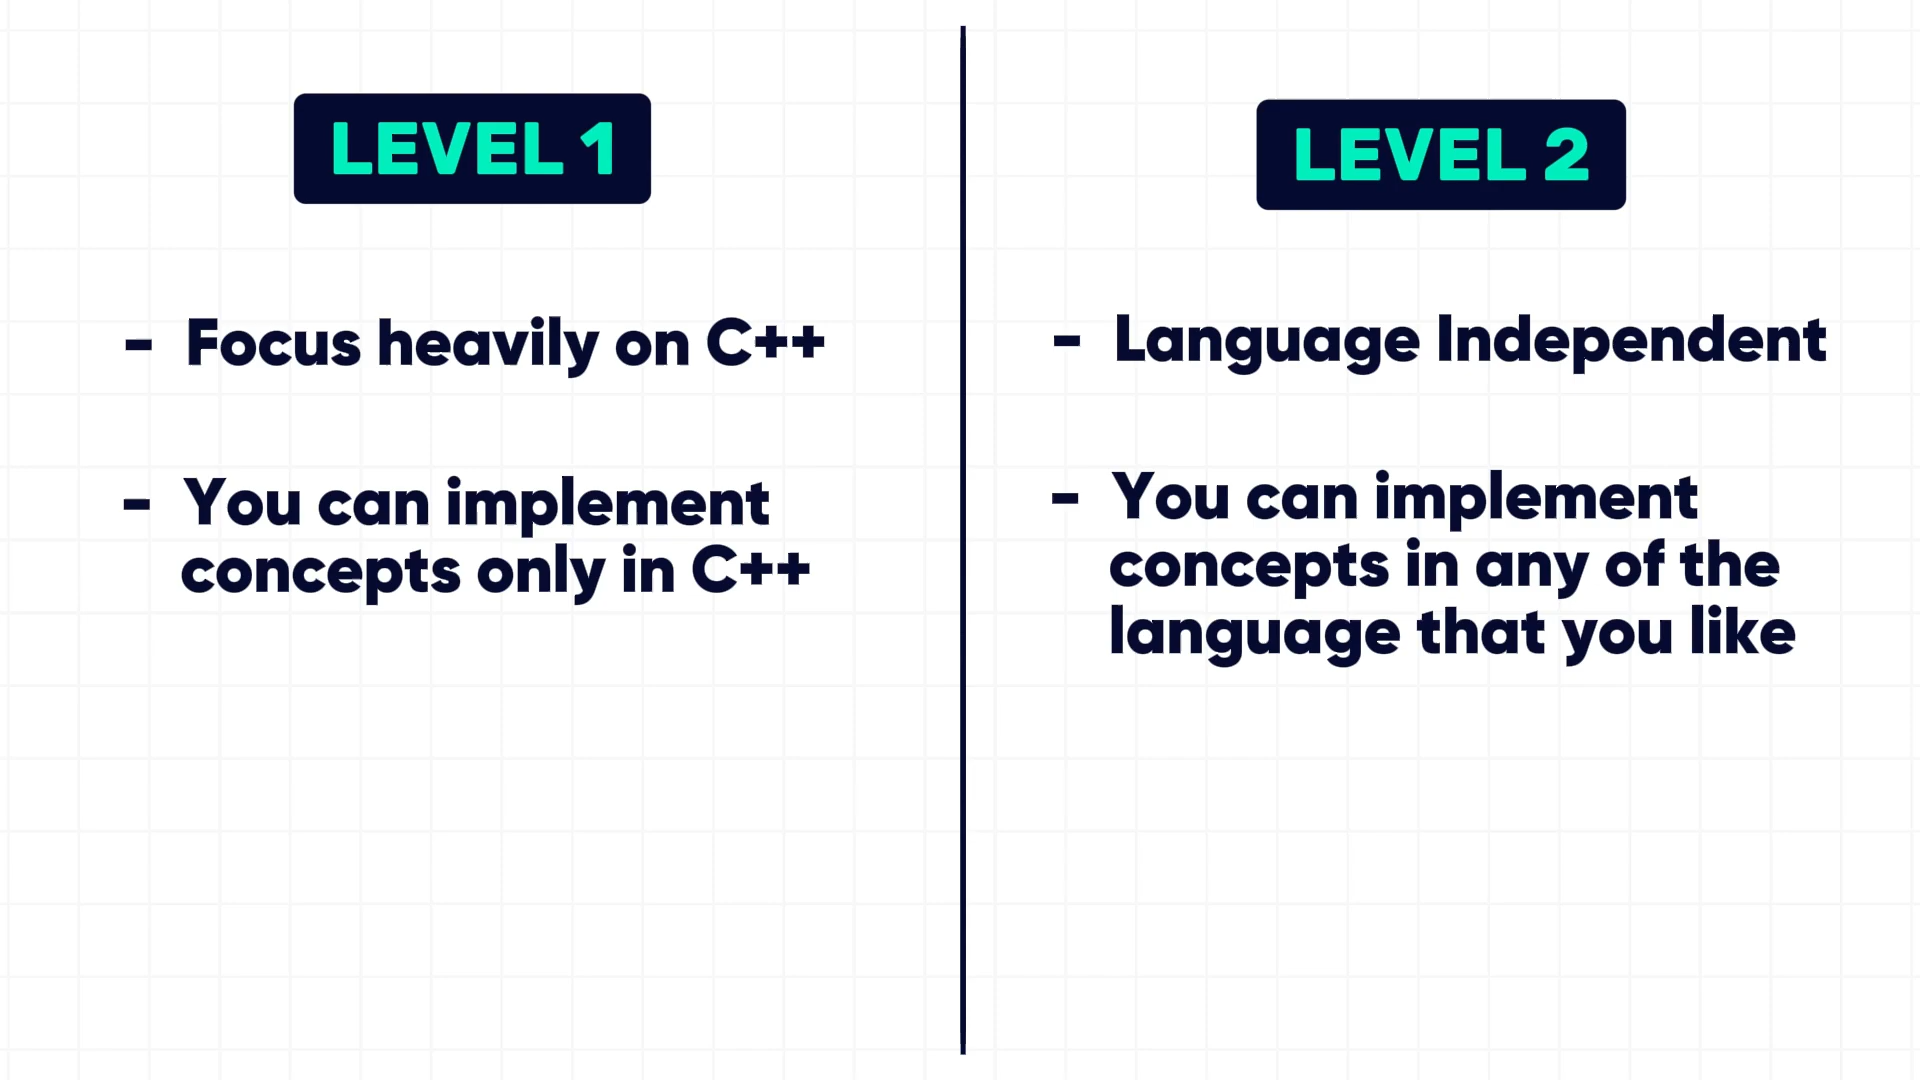 LEVEL 1
- Focus heavily on C++
- You can implement
concepts only in C++
LEVEL 2
- Language Independent
- You can implement
concepts in any of the
language that you like